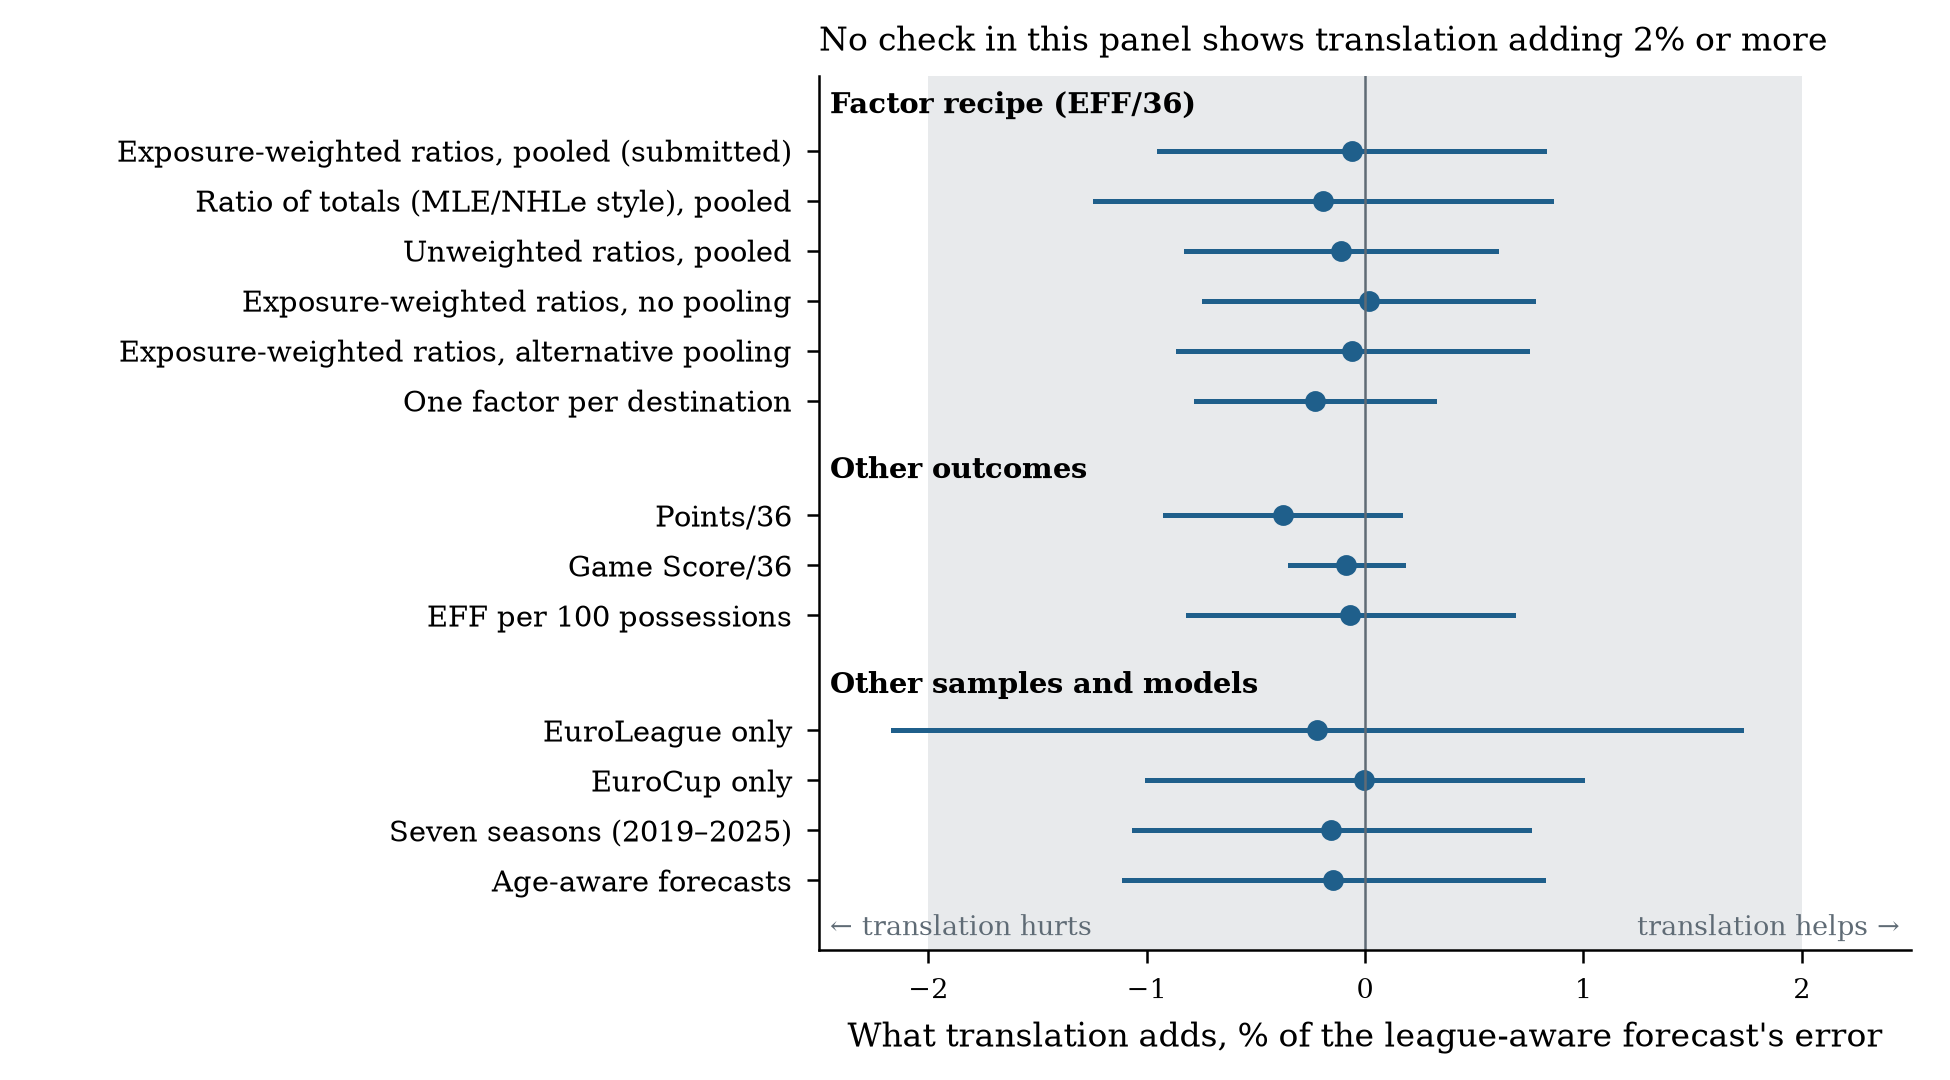 No check in this panel shows translation adding 2% or more
Factor recipe (EFF/36)
Exposure-weighted ratios, pooled (submitted)
Ratio of totals (MLE/NHLe style), pooled
Unweighted ratios, pooled
Exposure-weighted ratios, no pooling
Exposure-weighted ratios, alternative pooling
One factor per destination
Other outcomes
Points/36
Game Score/36
EFF per 100 possessions
Other samples and models
EuroLeague only
EuroCup only
Seven seasons (2019–2025)
Age-aware forecasts
← translation hurts translation helps →
−2 −1 0 1 2
What translation adds, % of the league-aware forecast's error